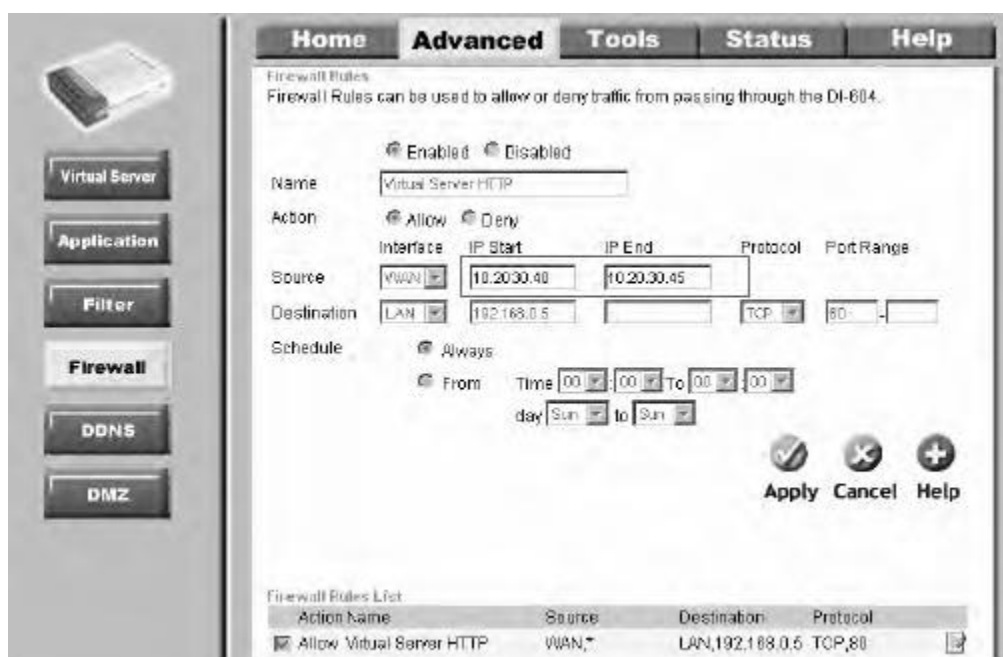 Home Advanced Tools Status Help
Firewall Rules
Firewall Rules can be used to allow or deny traffic from passing through the DI-604.
Enabled Disabled
Name Virtual Server HTTP
Action Allow Deny
Interface IP Start IP End Protocol Port Range
Source WAN 10.20.30.40 10.20.30.45
Destination LAN 192.168.0.5 TCP 80 -
Schedule Always
From Time 00 : 00 To 00 : 00
day Sun to Sun
Apply Cancel Help
Virtual Server
Application
Filter
Firewall
DDNS
DMZ
Firewall Rules List
Action Name Source Destination Protocol
Allow Virtual Server HTTP WAN,* LAN,192.168.0.5 TCP,80